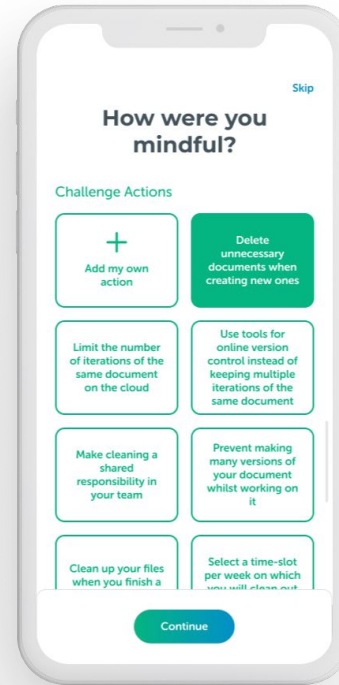 Skip
How were you
mindful?
Challenge Actions
+
Add my own
action
Delete
unnecessary
documents when
creating new ones
Limit the number
of iterations of the
same document
on the cloud
Use tools for
online version
control instead of
keeping multiple
iterations of the
same document
Make cleaning a
shared
responsibility in
your team
Prevent making
many versions of
your document
whilst working on
it
Clean up your files
when you finish a
Select a time-slot
per week on which
you will clean out
Continue